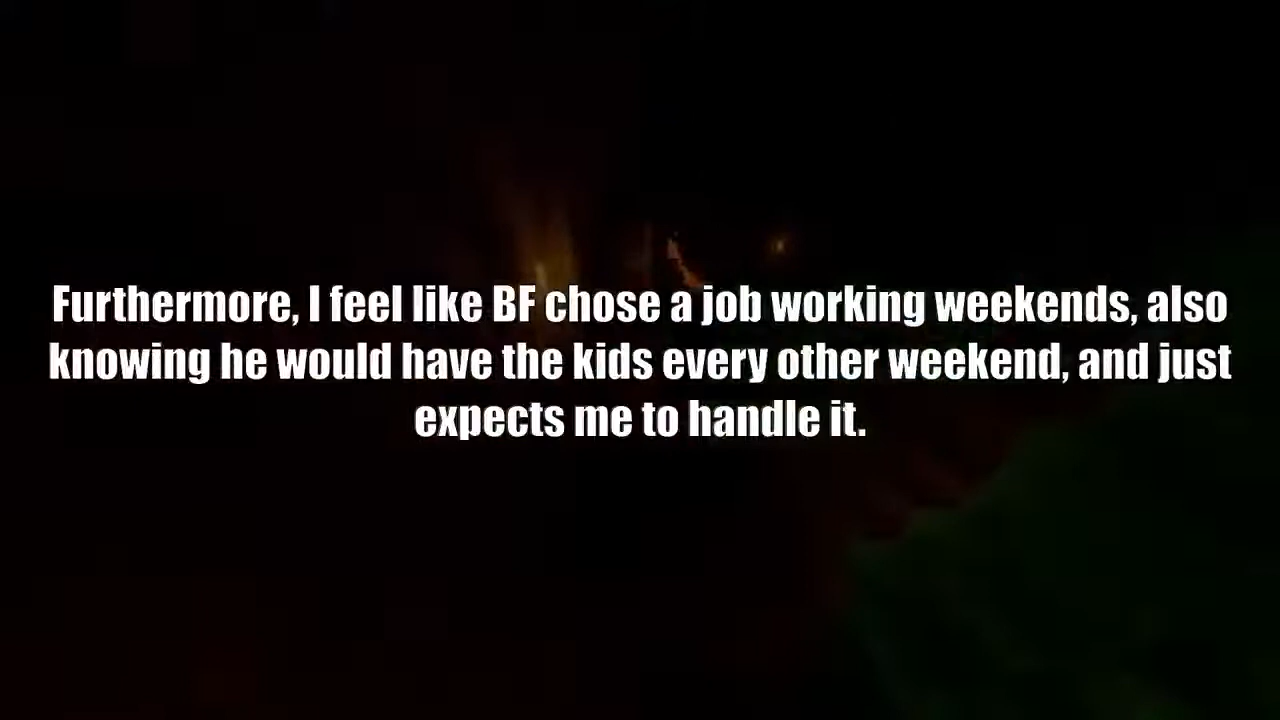 Furthermore, I feel like BF chose a job working weekends, also
knowing he would have the kids every other weekend, and just
expects me to handle it.